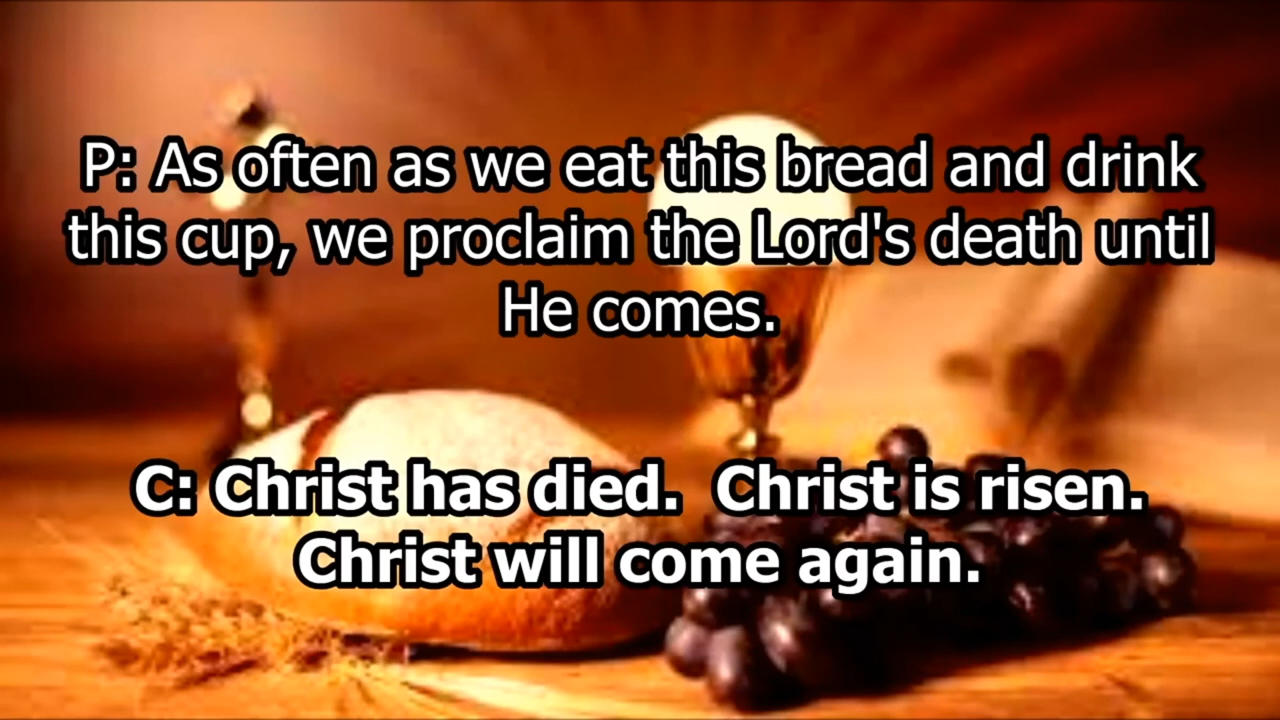 P: As often as we eat this bread and drink
this cup, we proclaim the Lord's death until
He comes.
C: Christ has died.  Christ is risen.
Christ will come again.